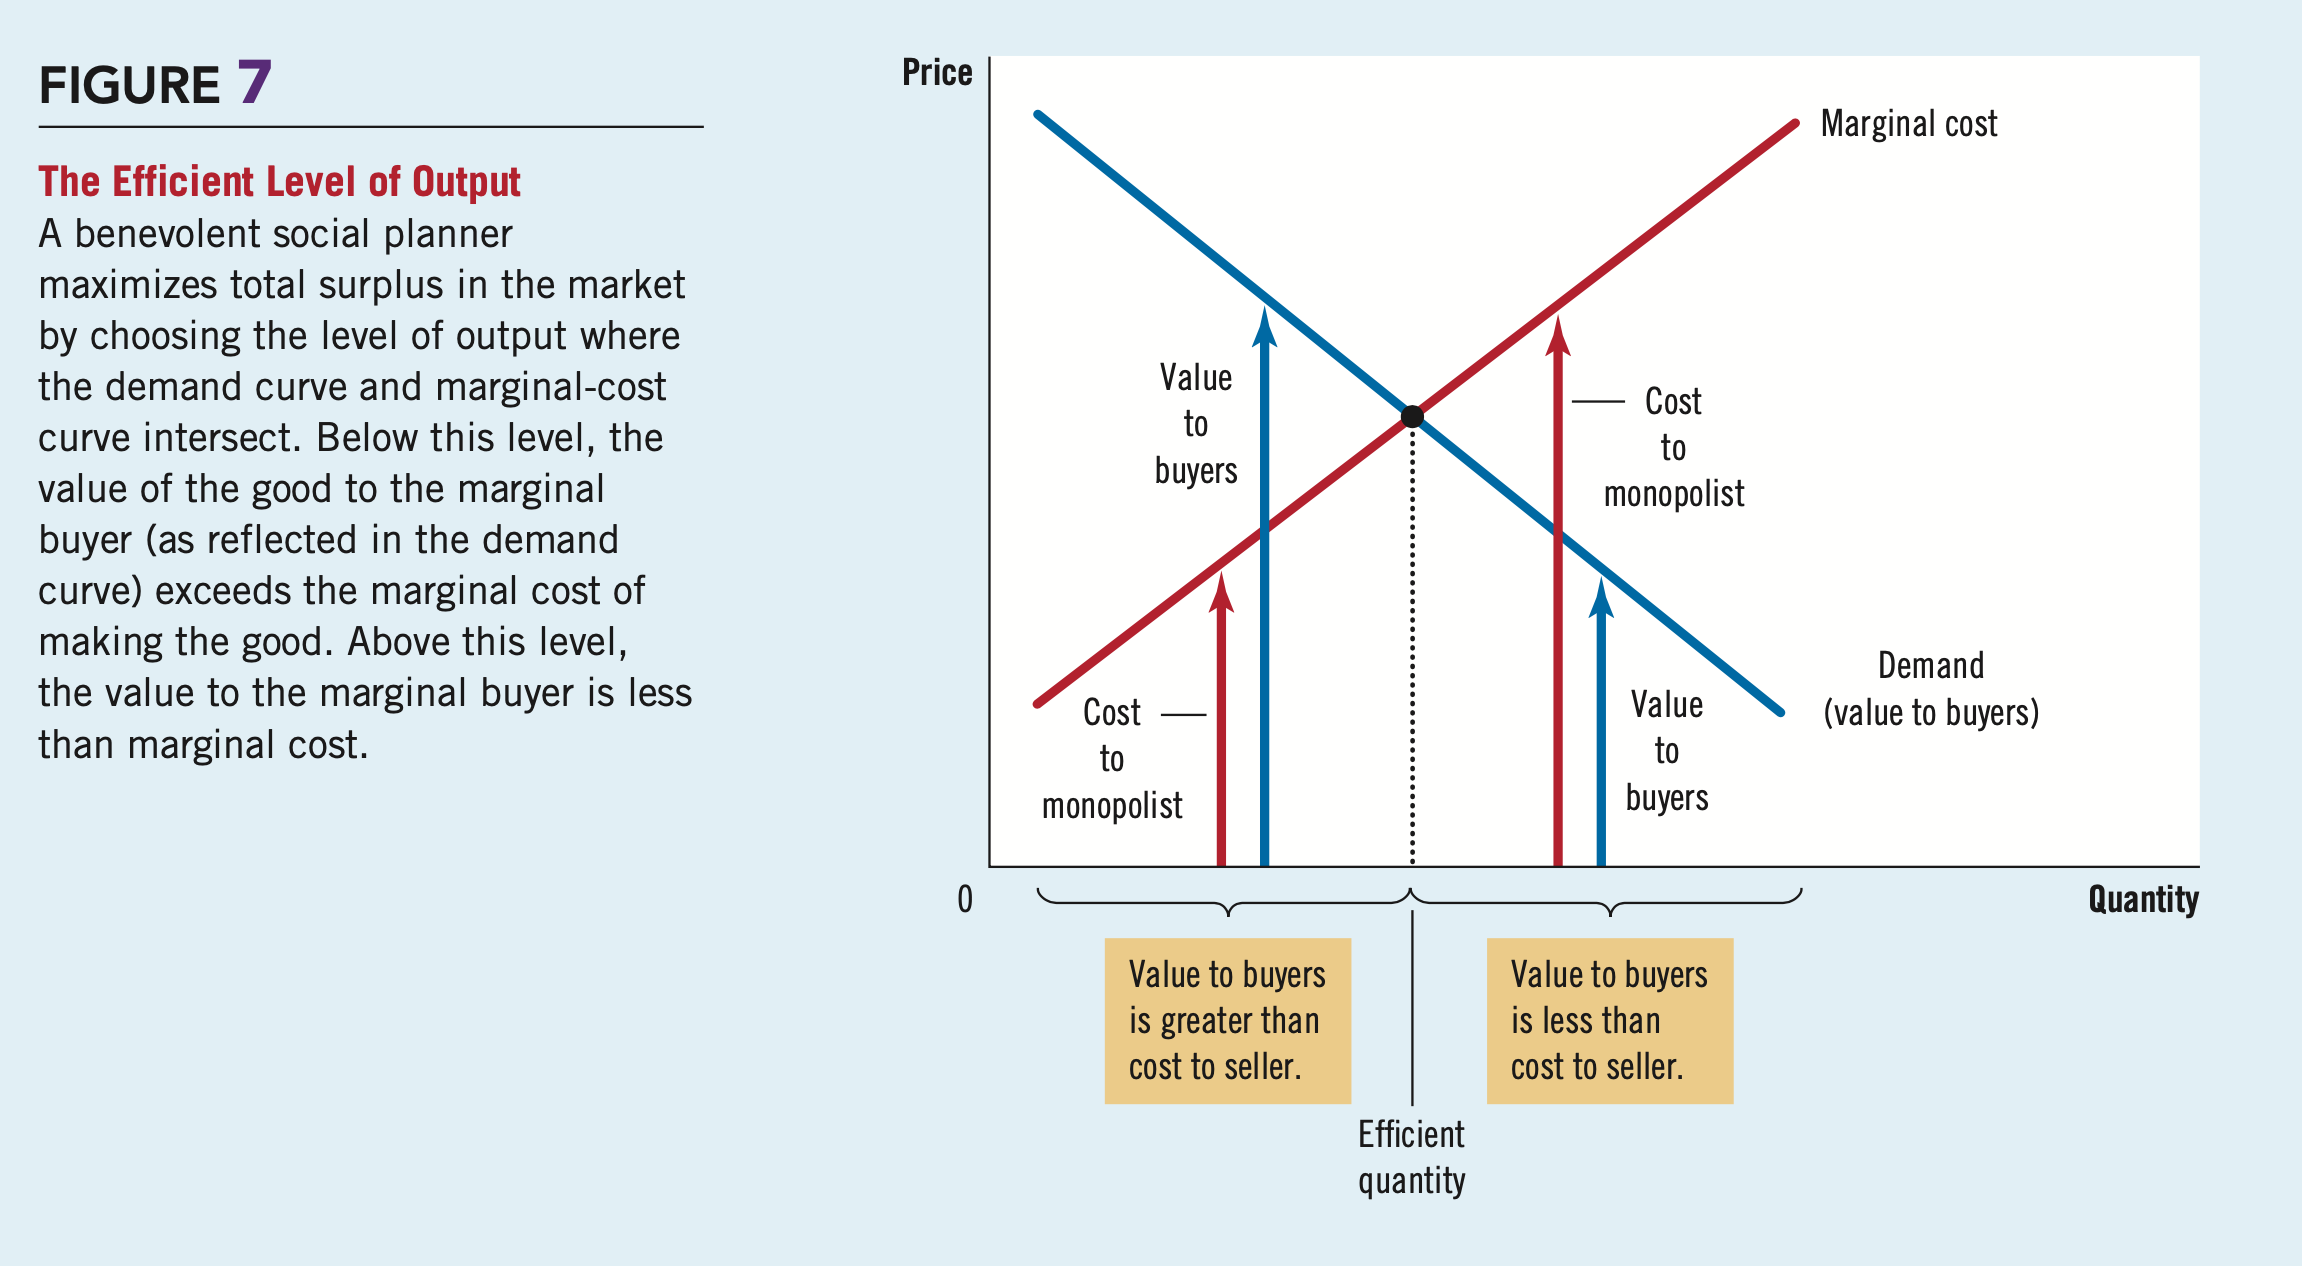 FIGURE 7
The Efficient Level of Output
A benevolent social planner
maximizes total surplus in the market
by choosing the level of output where
the demand curve and marginal-cost
curve intersect. Below this level, the
value of the good to the marginal
buyer (as reflected in the demand
curve) exceeds the marginal cost of
making the good. Above this level,
the value to the marginal buyer is less
than marginal cost.
Price
Marginal cost
Value
to
buyers
Cost
to
monopolist
Cost
to
monopolist
Value
to
buyers
Demand
(value to buyers)
0
Quantity
Value to buyers
is greater than
cost to seller.
Value to buyers
is less than
cost to seller.
Efficient
quantity